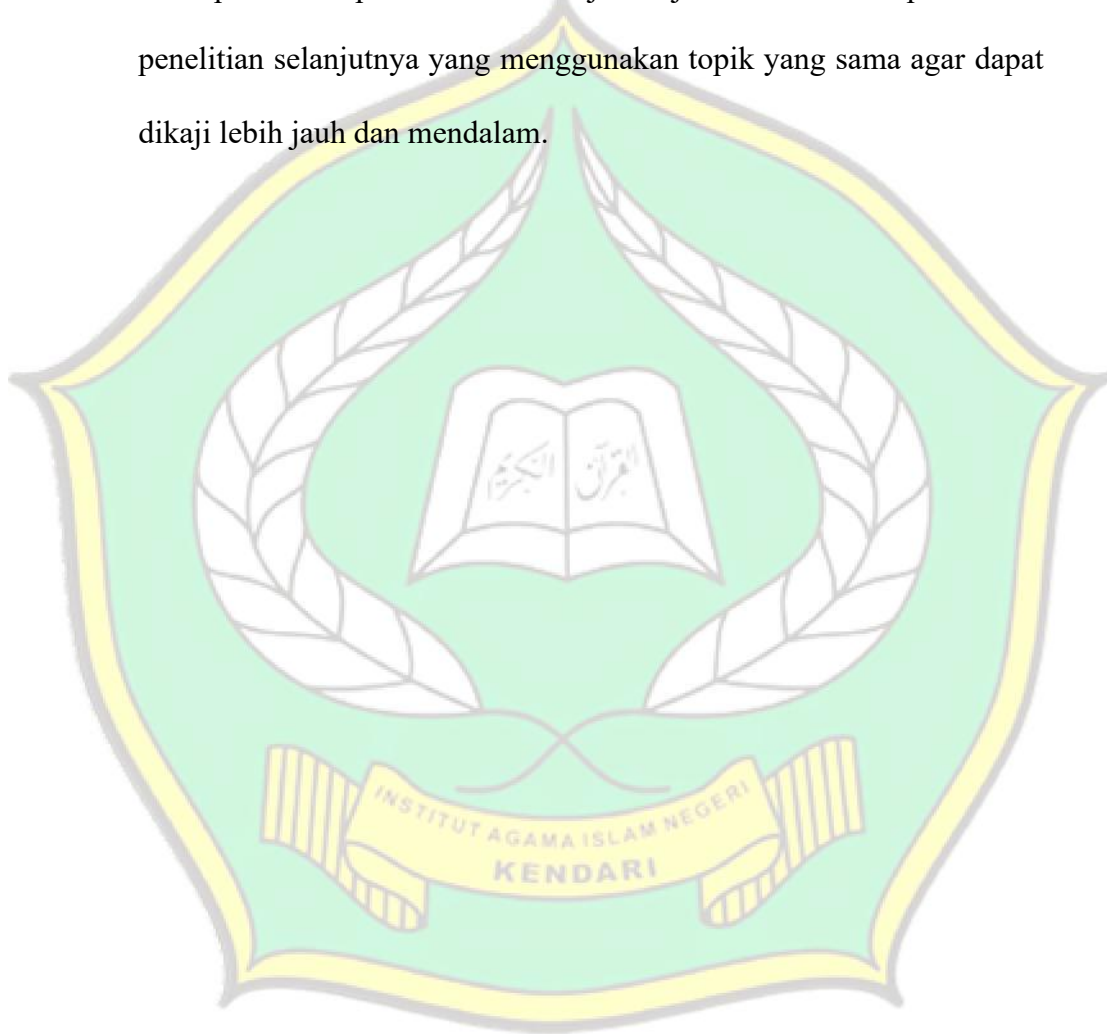 penelitian selanjutnya yang menggunakan topik yang sama agar dapat
dikaji lebih jauh dan mendalam.
القرآن الكريم
INSTITUT AGAMA ISLAM NEGERI
KENDARI